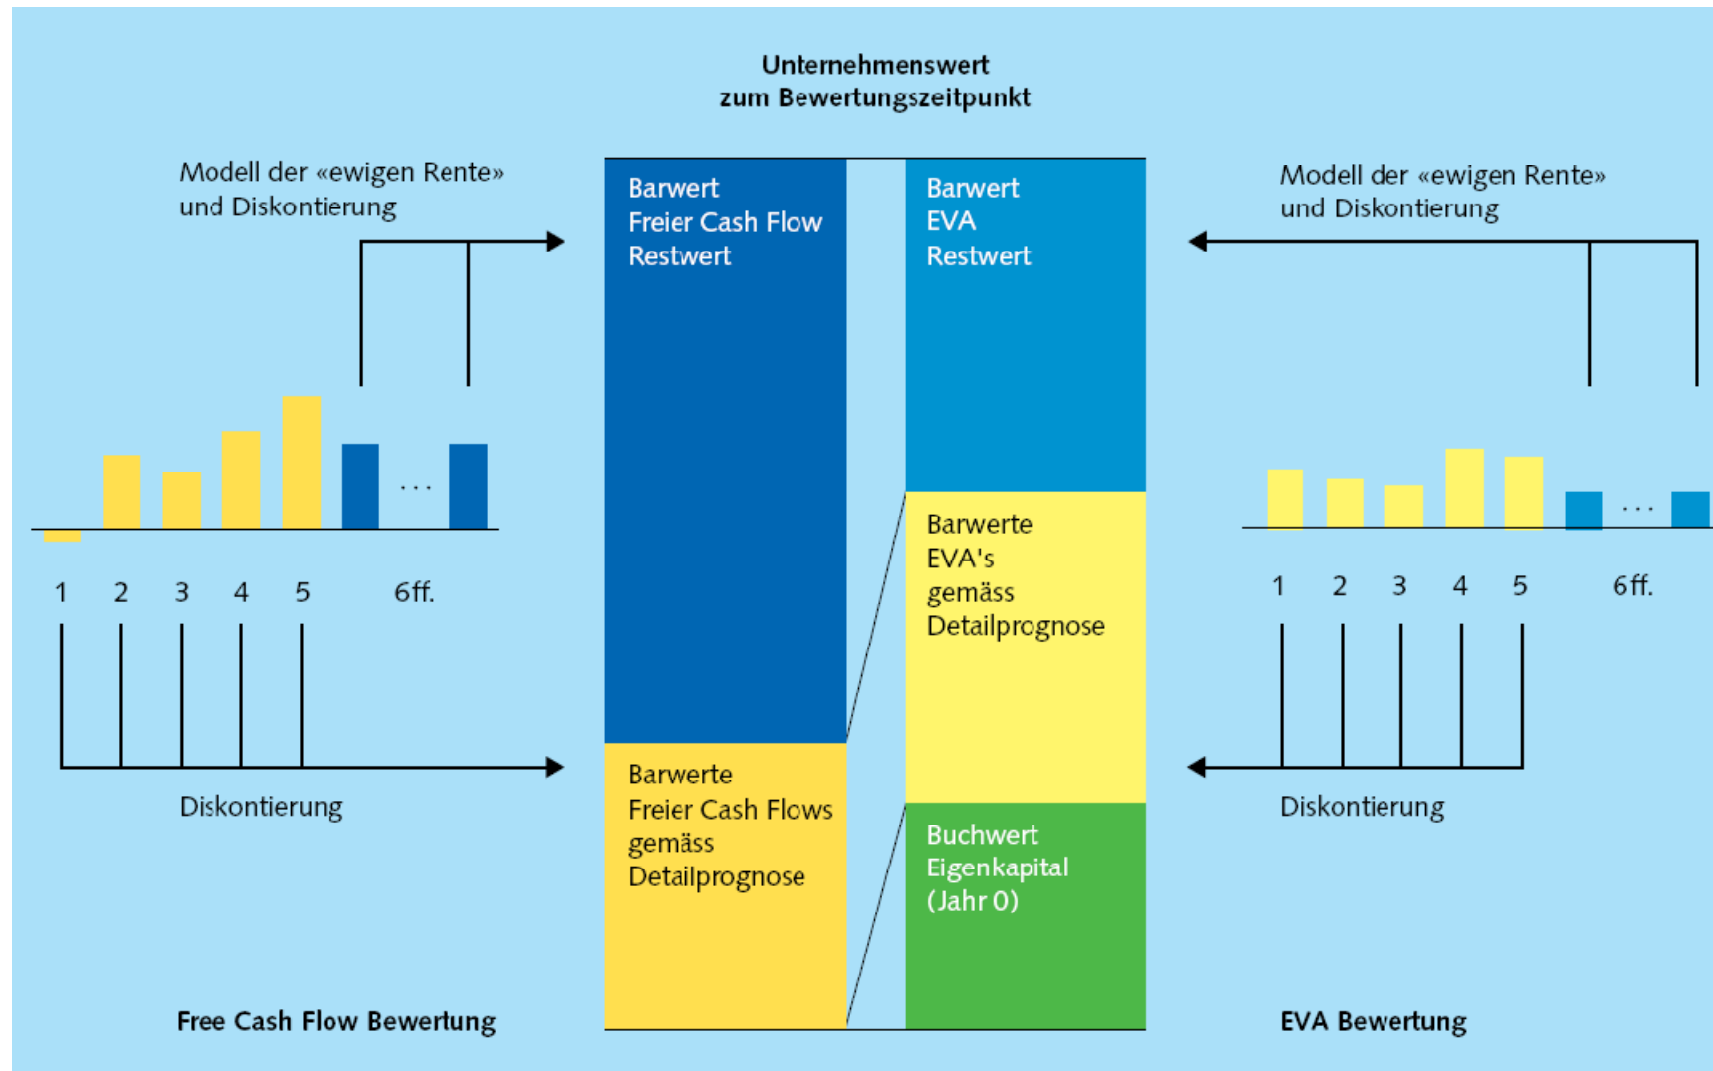 Unternehmenswert
zum Bewertungszeitpunkt
Modell der «ewigen Rente»
und Diskontierung
Barwert
Freier Cash Flow
Restwert
Barwert
EVA
Restwert
Modell der «ewigen Rente»
und Diskontierung
...
1 2 3 4 5 6ff.
Diskontierung
Barwerte
Freier Cash Flows
gemäss
Detailprognose
Barwerte
EVA's
gemäss
Detailprognose
Buchwert
Eigenkapital
(Jahr 0)
...
1 2 3 4 5 6ff.
Diskontierung
Free Cash Flow Bewertung
EVA Bewertung